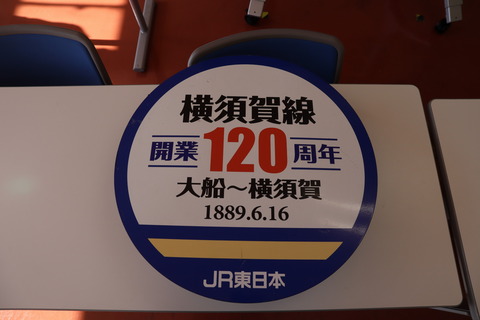 横須賀線
開業120周年
大船〜横須賀
1889.6.16
JR東日本